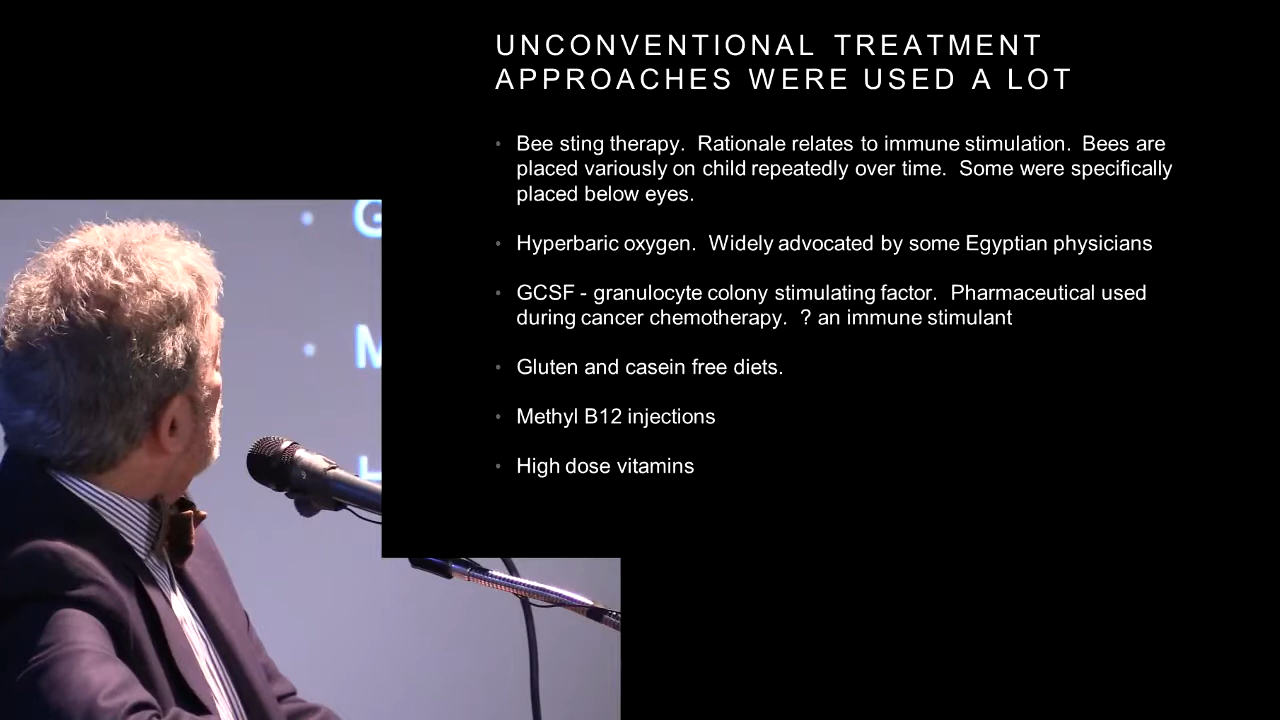 UNCONVENTIONAL TREATMENT
APPROACHES WERE USED A LOT
• Bee sting therapy. Rationale relates to immune stimulation. Bees are
placed variously on child repeatedly over time. Some were specifically
placed below eyes.
• Hyperbaric oxygen. Widely advocated by some Egyptian physicians
• GCSF - granulocyte colony stimulating factor. Pharmaceutical used
during cancer chemotherapy. ? an immune stimulant
• Gluten and casein free diets.
• Methyl B12 injections
• High dose vitamins
• G
• M